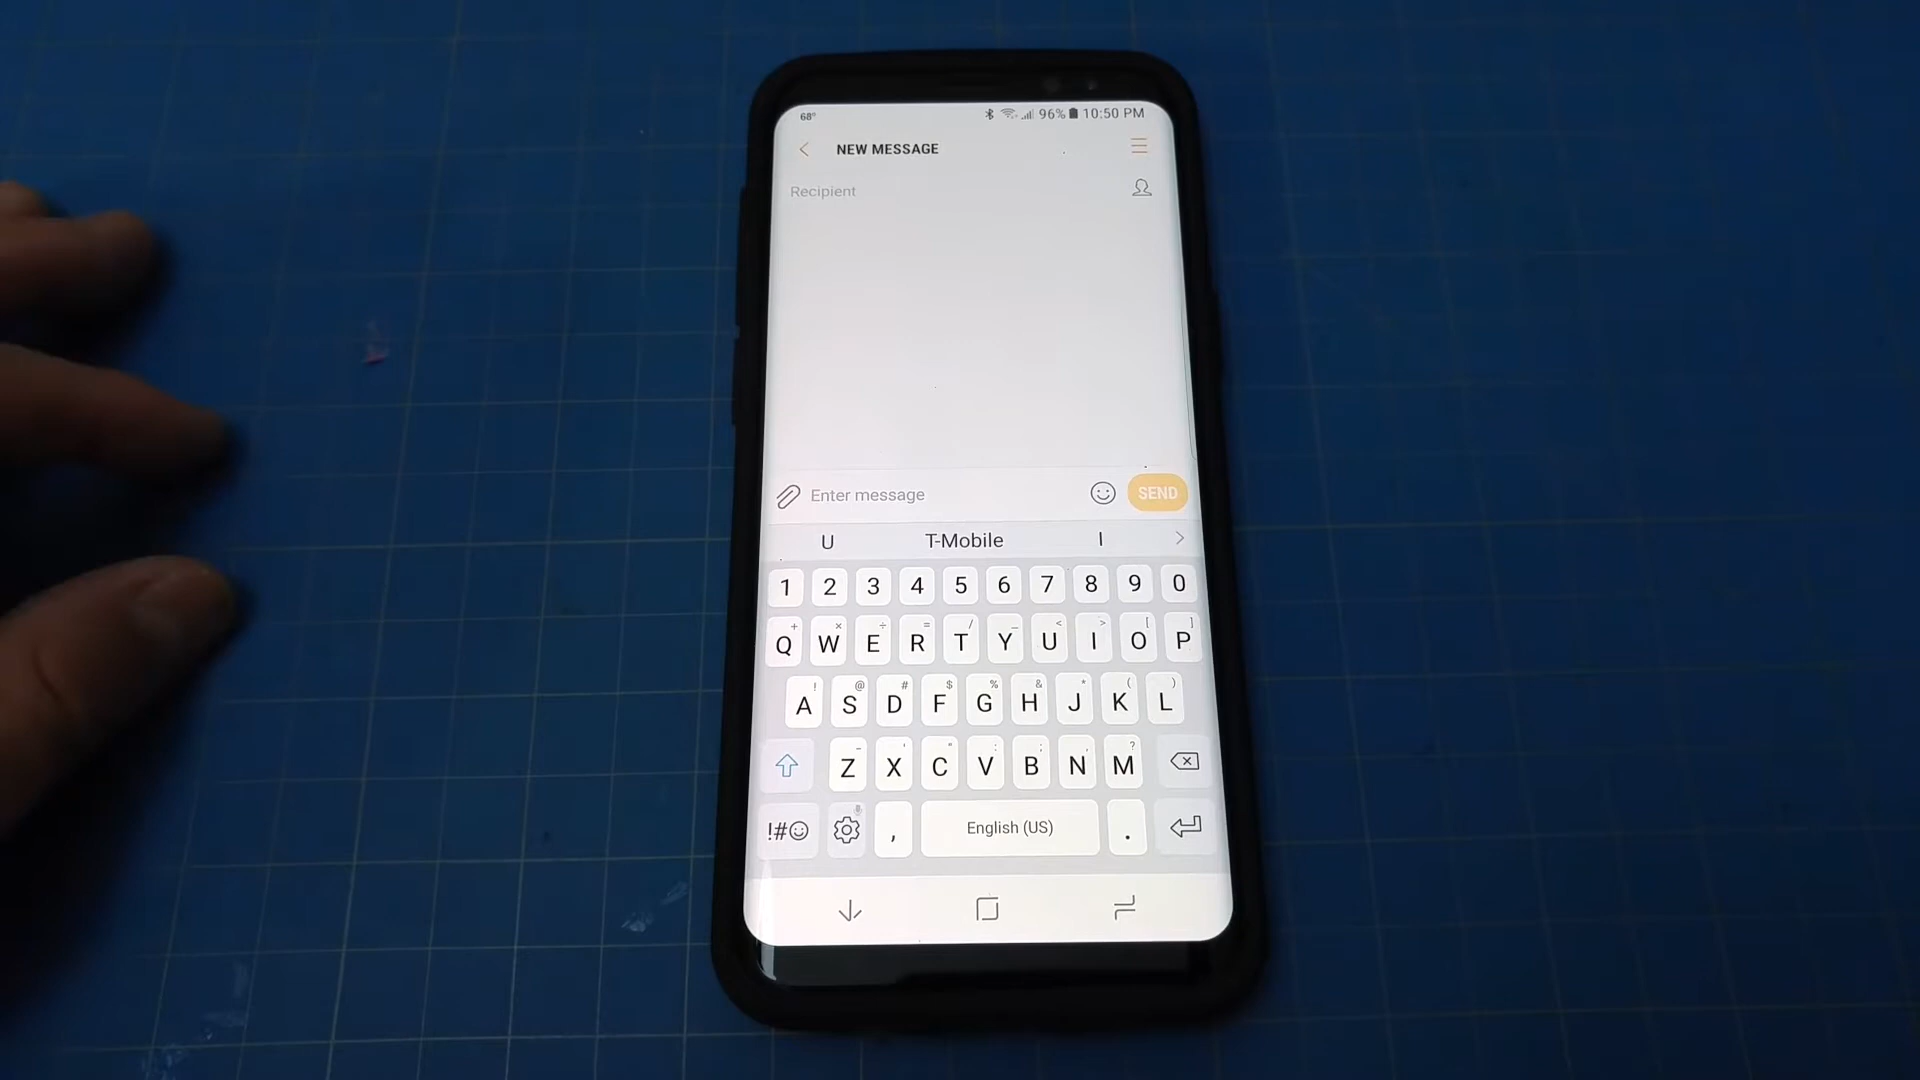 68° 96% 10:50 PM
NEW MESSAGE
Recipient
Enter message SEND
U T-Mobile I >
1 2 3 4 5 6 7 8 9 0
+ × ÷ = / _ < > [ ]
Q W E R T Y U I O P
! @ # $ % & * ( )
A S D F G H J K L
- ' " : ; , ?
Z X C V B N M
!#☺ , English (US) .